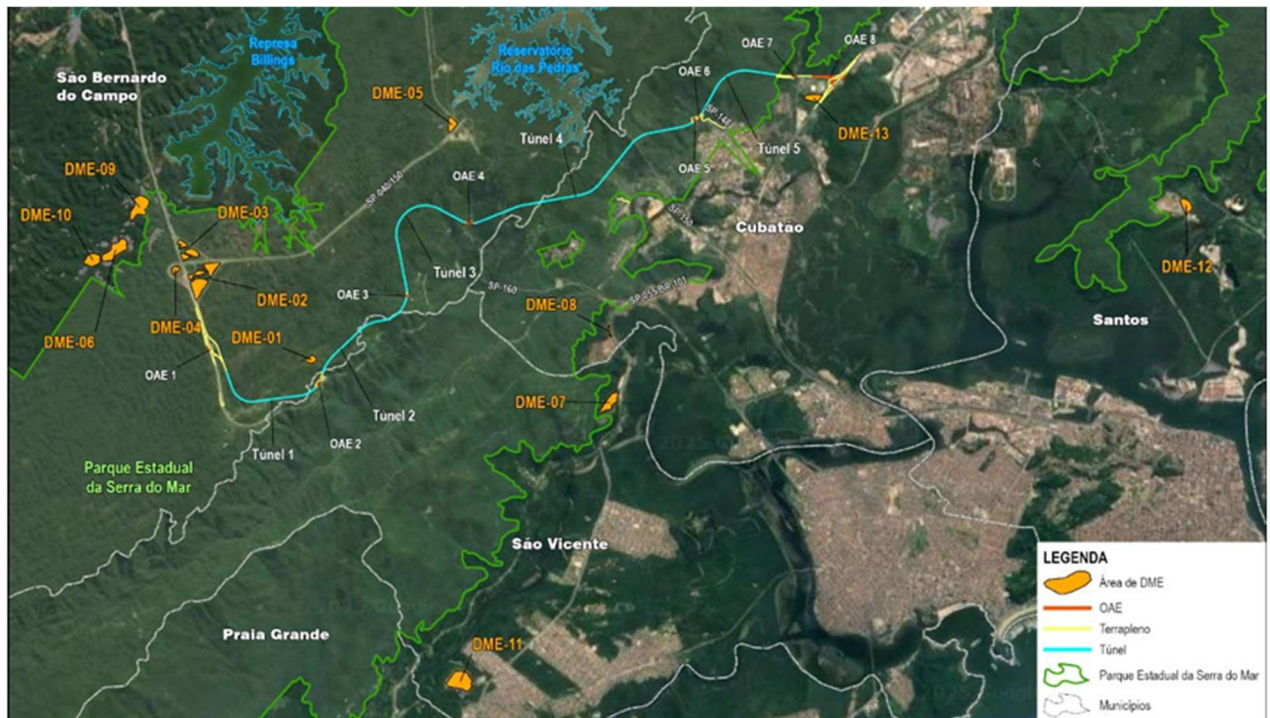 Represa
Billings
Reservatório
Rio das Pedras
São Bernardo
do Campo
OAE 7
OAE 8
OAE 6
DME-05
SP-148
DME-13
Túnel 4
Túnel 5
OAE 5
DME-09
OAE 4
SP-040/150
DME-10
DME-03
SP-150
Cubatão
DME-12
Túnel 3
SP-160
OAE 3
SP-055/BR-101
DME-02
DME-08
DME-04
DME-01
DME-06
Santos
OAE 1
DME-07
Túnel 2
OAE 2
Túnel 1
Parque Estadual
da Serra do Mar
São Vicente
Praia Grande
DME-11
LEGENDA
Área de DME
OAE
Terrapleno
Túnel
Parque Estadual da Serra do Mar
Municípios